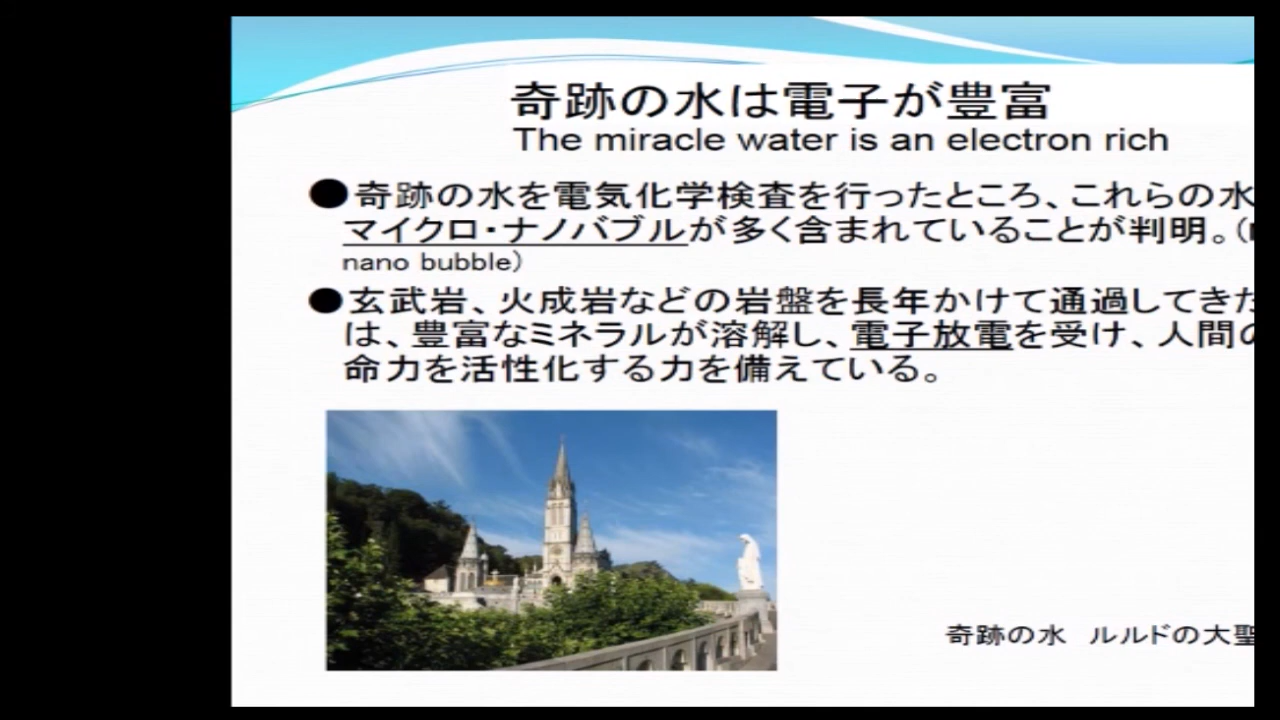 奇跡の水は電子が豊富
The miracle water is an electron rich
●奇跡の水を電気化学検査を行ったところ、これらの水
マイクロ・ナノバブルが多く含まれていることが判明。(
nano bubble)
●玄武岩、火成岩などの岩盤を長年かけて通過してきた
は、豊富なミネラルが溶解し、電子放電を受け、人間の
命力を活性化する力を備えている。
奇跡の水 ルルドの大聖